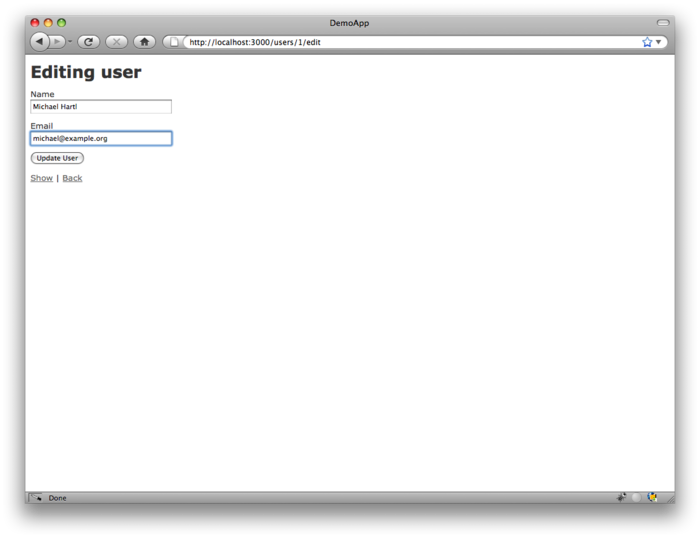 DemoApp
http://localhost:3000/users/1/edit
Editing user
Name
Michael Hartl
Email
michael@example.org
Update User
Show | Back
Done